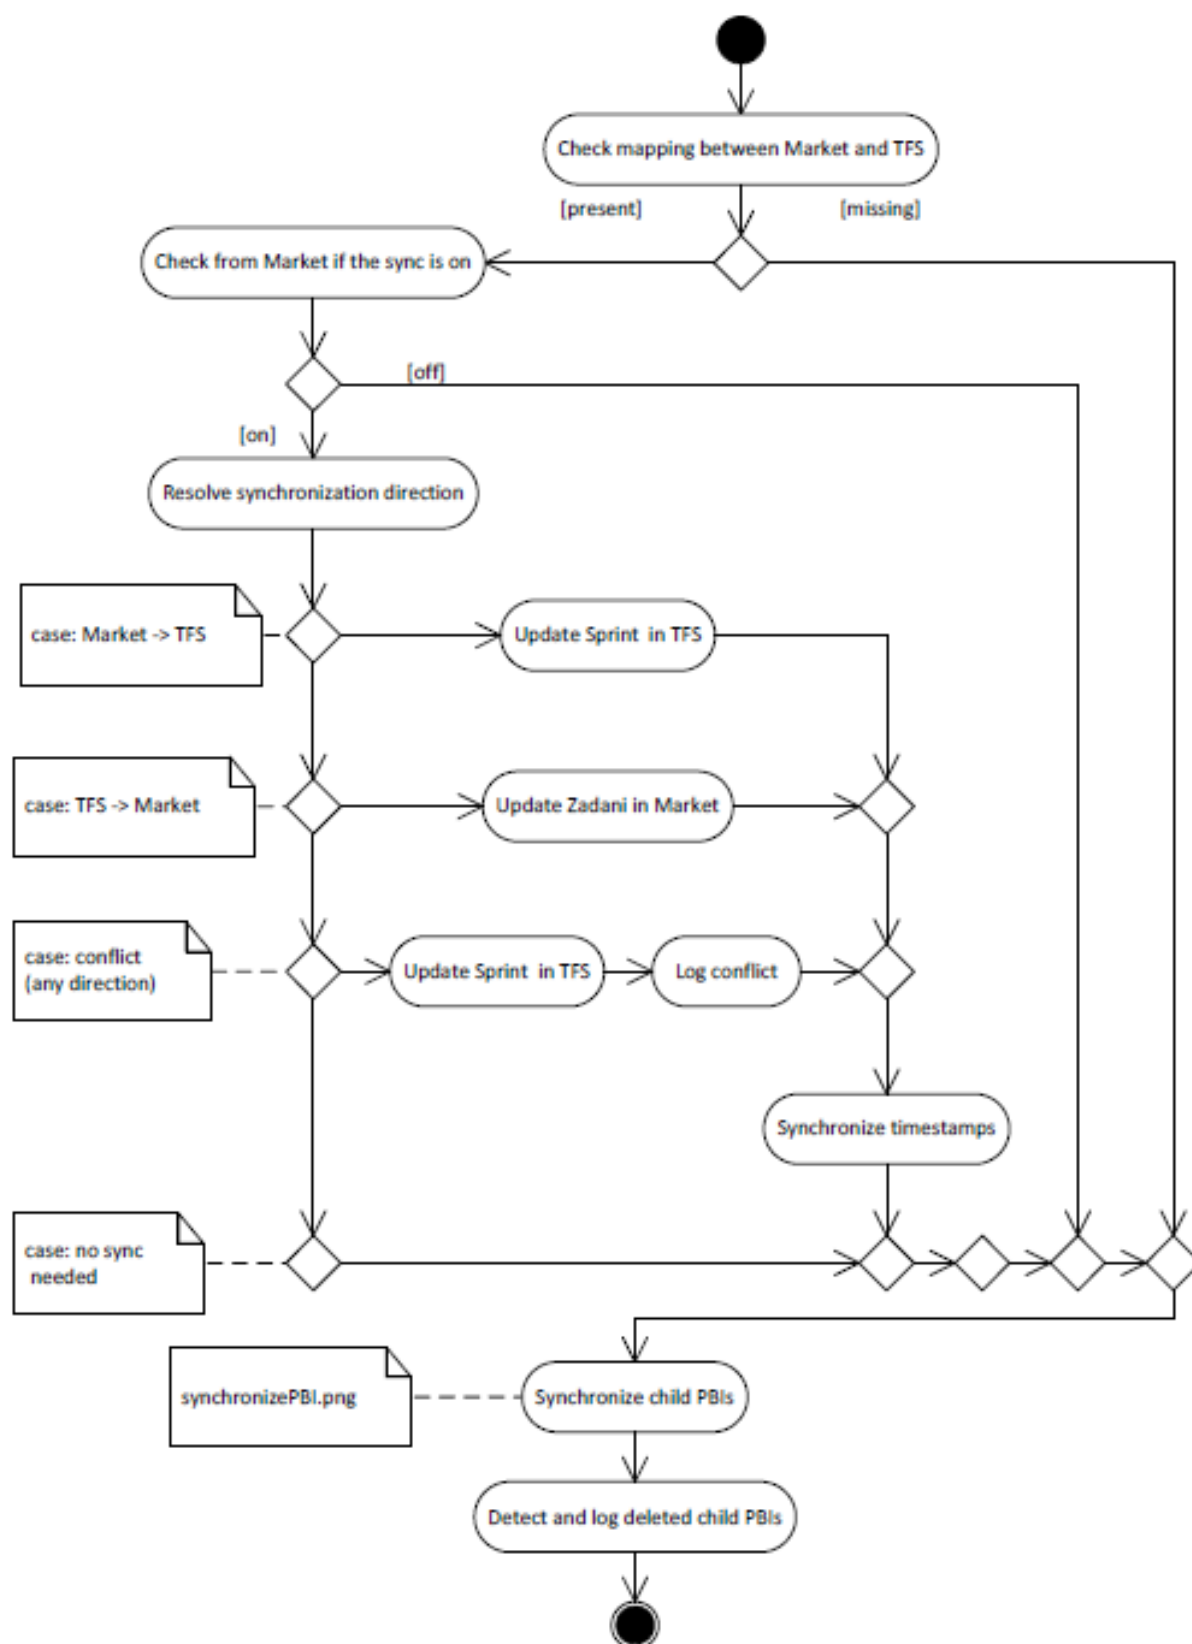 Check mapping between Market and TFS
[present]
[missing]
Check from Market if the sync is on
[off]
[on]
Resolve synchronization direction
case: Market -> TFS
Update Sprint in TFS
case: TFS -> Market
Update Zadani in Market
case: conflict
(any direction)
Update Sprint in TFS
Log conflict
Synchronize timestamps
case: no sync
needed
synchronizePBI.png
Synchronize child PBIs
Detect and log deleted child PBIs